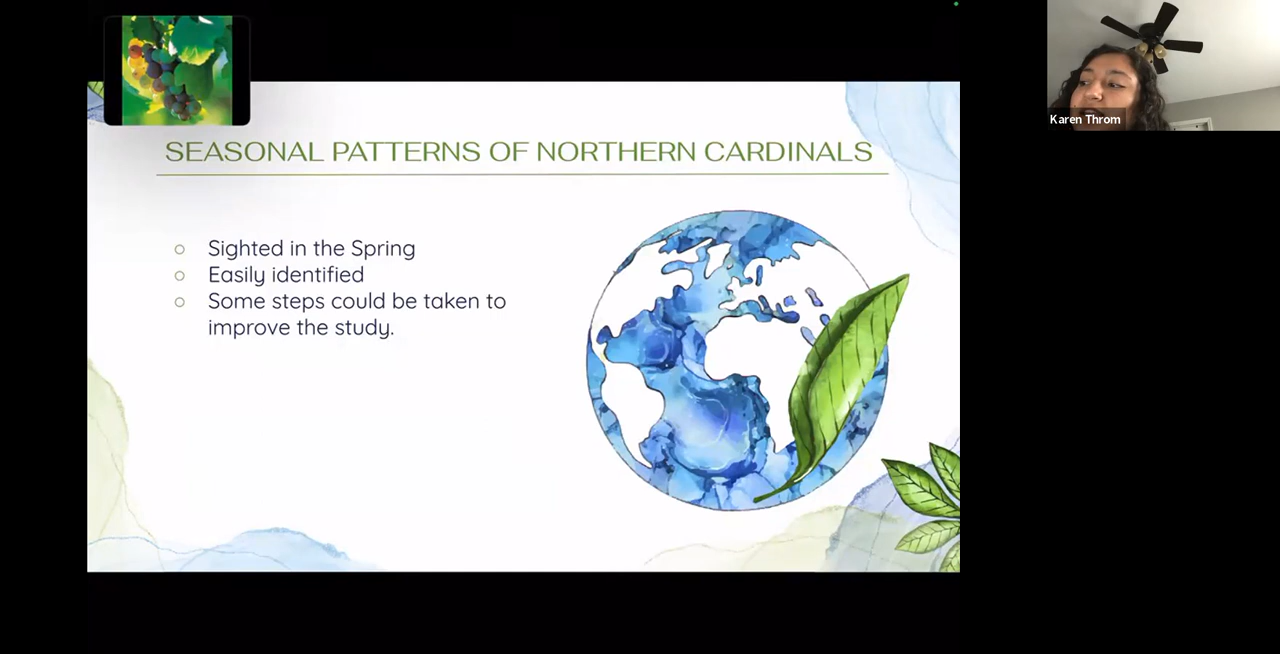 SEASONAL PATTERNS OF NORTHERN CARDINALS
Sighted in the Spring
Easily identified
Some steps could be taken to
improve the study.
Karen Throm